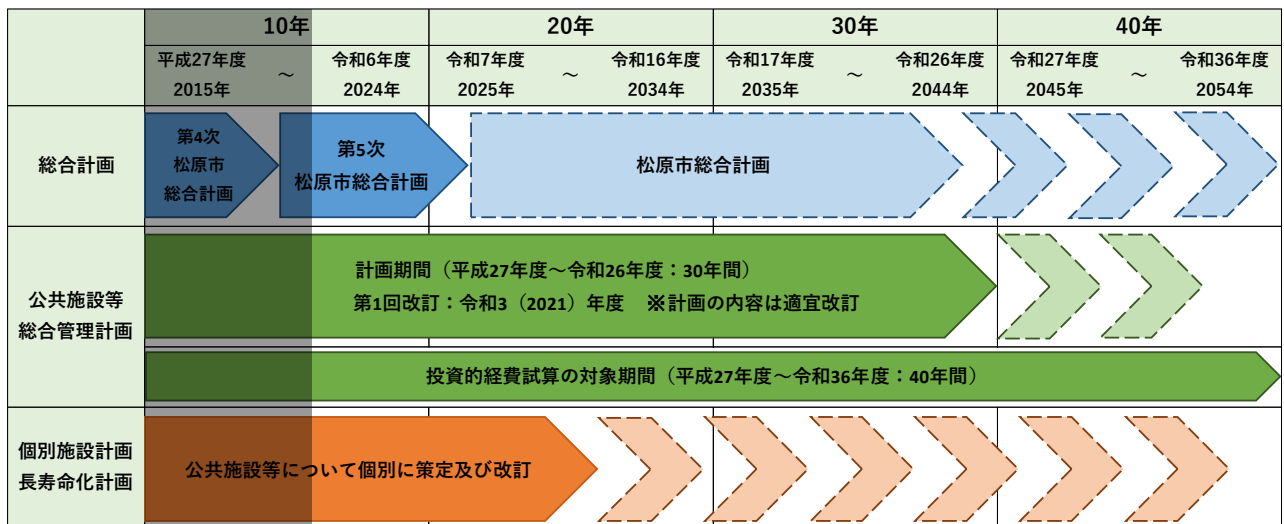 10年
20年
30年
40年
平成27年度
2015年
~
令和6年度
2024年
令和7年度
2025年
~
令和16年度
2034年
令和17年度
2035年
~
令和26年度
2044年
令和27年度
2045年
~
令和36年度
2054年
総合計画
第4次
松原市
総合計画
第5次
松原市総合計画
松原市総合計画
公共施設等
総合管理計画
計画期間（平成27年度～令和26年度：30年間）
第1回改訂：令和3（2021）年度　※計画の内容は適宜改訂
投資的経費試算の対象期間（平成27年度～令和36年度：40年間）
個別施設計画
長寿命化計画
公共施設等について個別に策定及び改訂